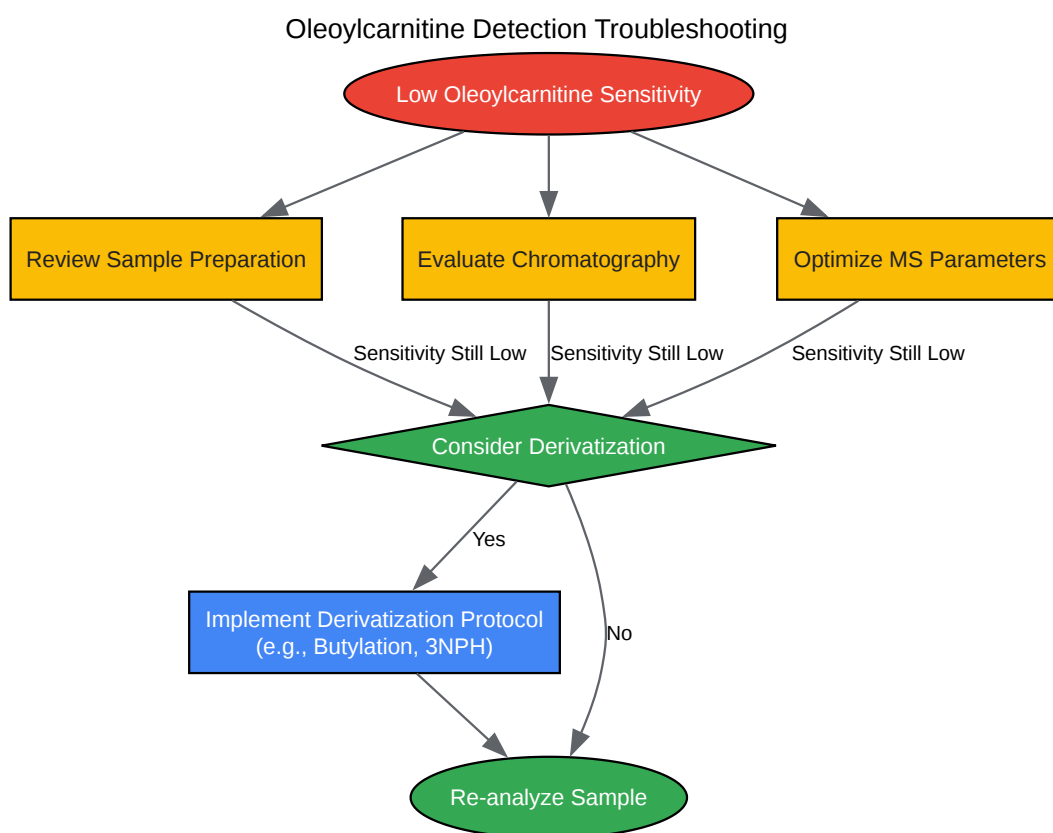 Oleoylcarnitine Detection Troubleshooting
Low Oleoylcarnitine Sensitivity
Review Sample Preparation
Evaluate Chromatography
Optimize MS Parameters
Sensitivity Still Low
Sensitivity Still Low
Sensitivity Still Low
Consider Derivatization
Yes
Implement Derivatization Protocol
(e.g., Butylation, 3NPH)
No
Re-analyze Sample